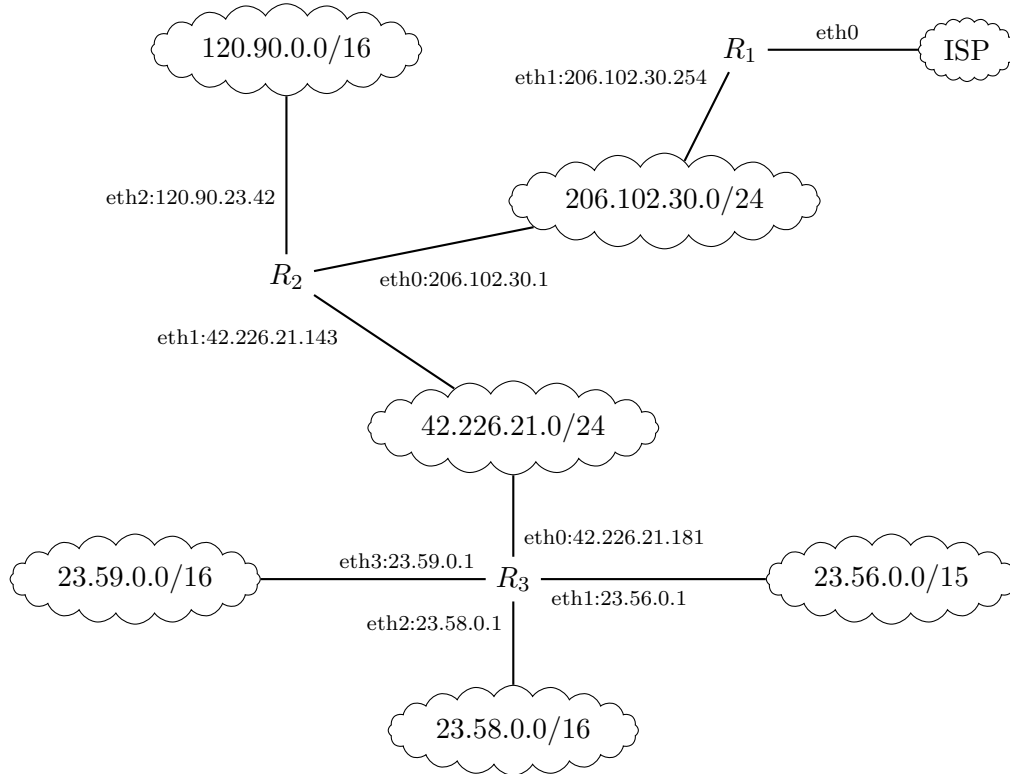 120.90.0.0/16
R1
eth0
ISP
eth1:206.102.30.254
eth2:120.90.23.42
206.102.30.0/24
R2
eth0:206.102.30.1
eth1:42.226.21.143
42.226.21.0/24
eth0:42.226.21.181
23.59.0.0/16
eth3:23.59.0.1
R3
eth1:23.56.0.1
23.56.0.0/15
eth2:23.58.0.1
23.58.0.0/16